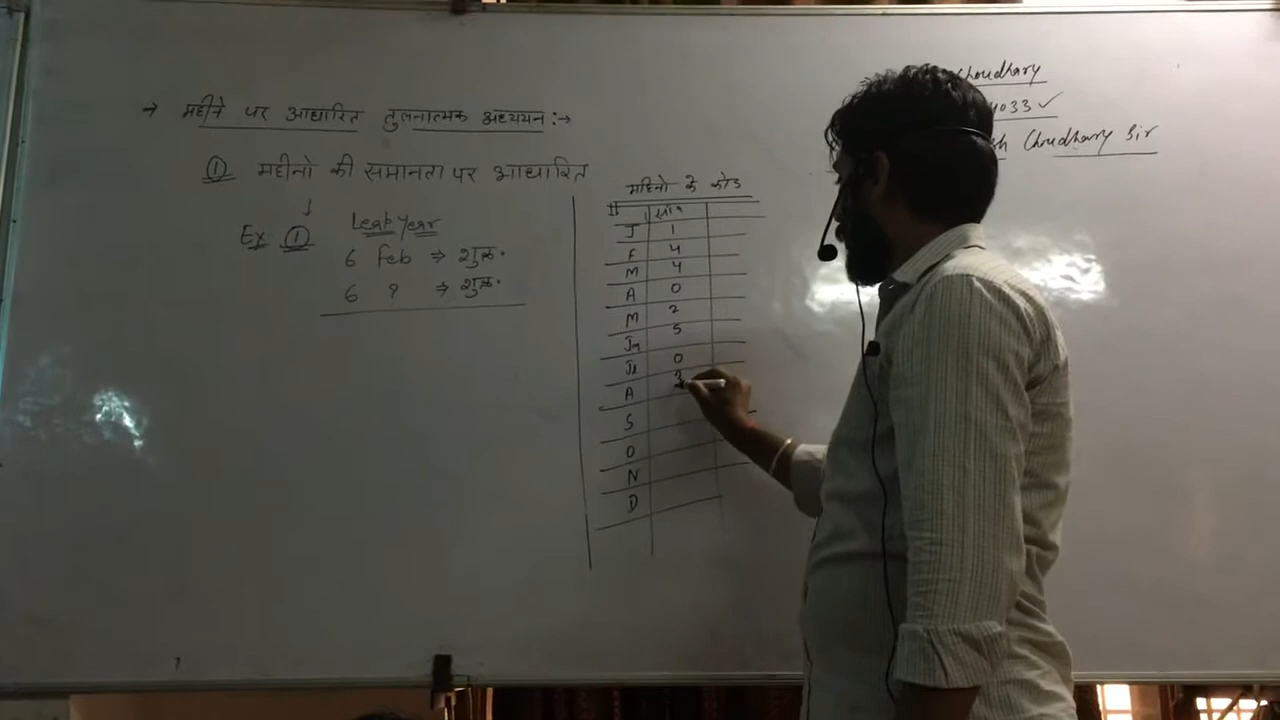 → महीने पर आधारित तुलनात्मक अध्ययन :→
① महीनो की समानता पर आधारित
↓
Ex ① Leap Year
6 Feb ⇒ शुक्र.
6 ? ⇒ शुक्र.
महिनो के कोड
J 1
F 4
M 4
A 0
M 2
Jn 5
Jl 0
A 3
S
O
N
D
Choudhary
4033 ✓
sh Choudhary Sir